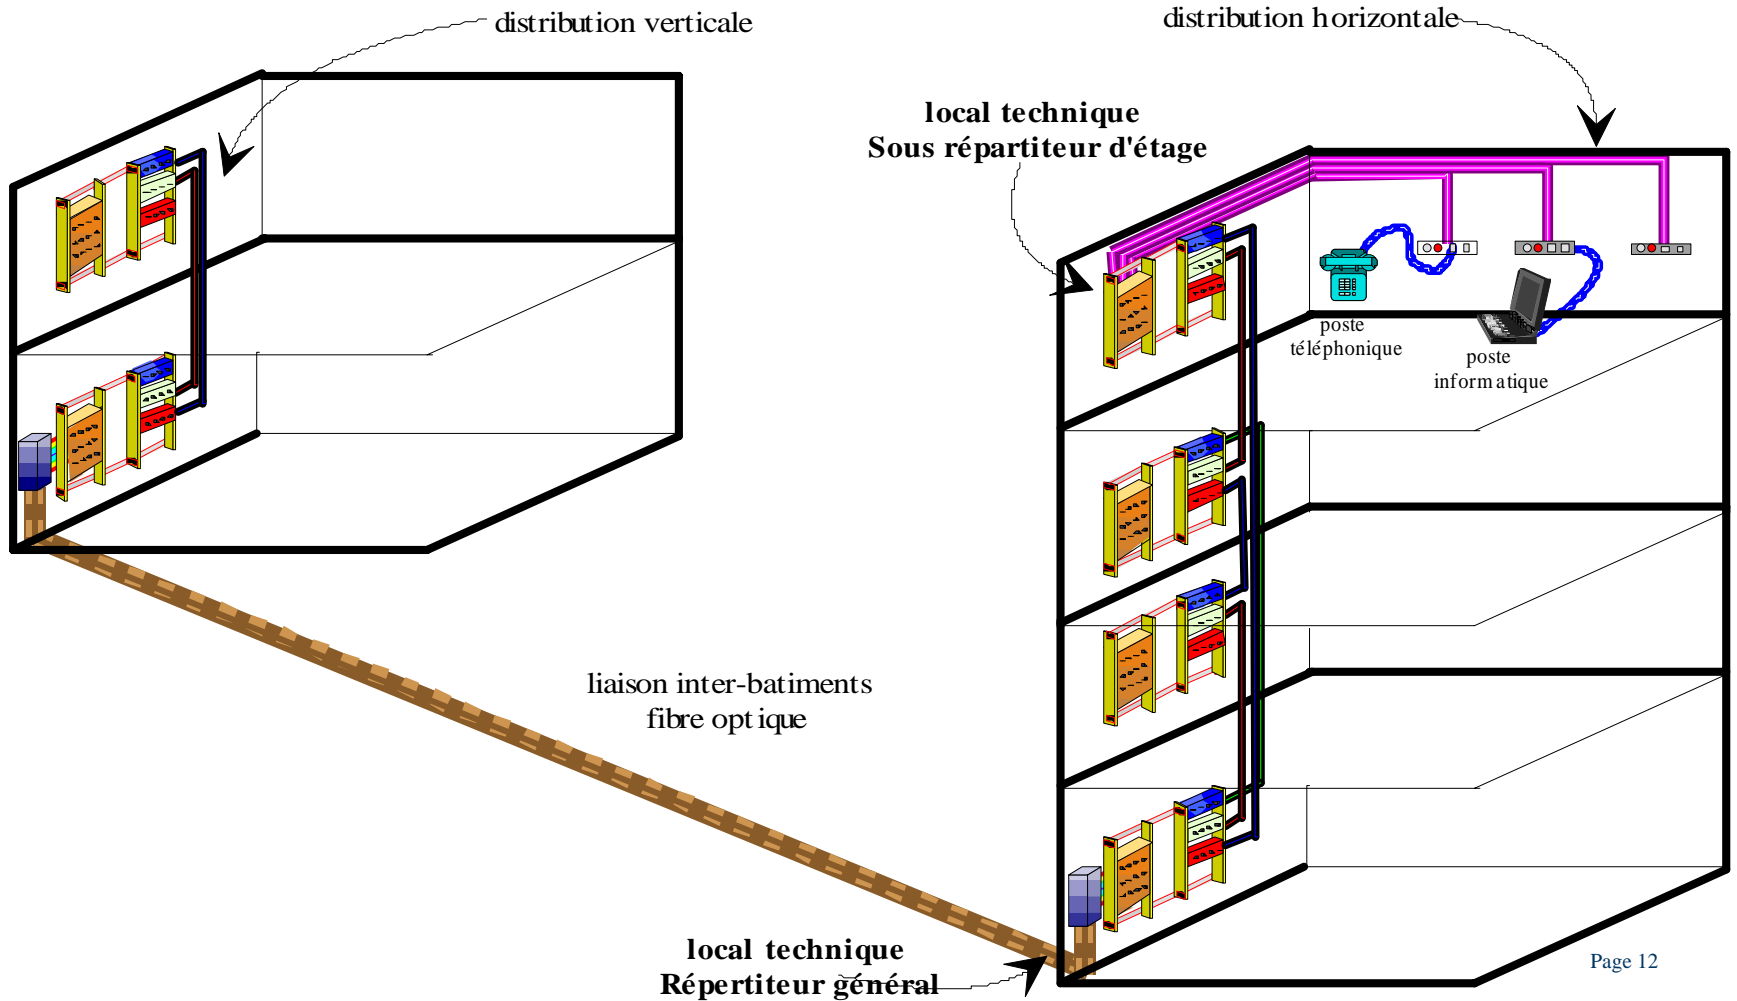 distribution verticale
distribution horizontale
local technique
Sous répartiteur d'étage
poste
téléphonique
poste
informatique
liaison inter-batiments
fibre optique
local technique
Répertiteur général
Page 12